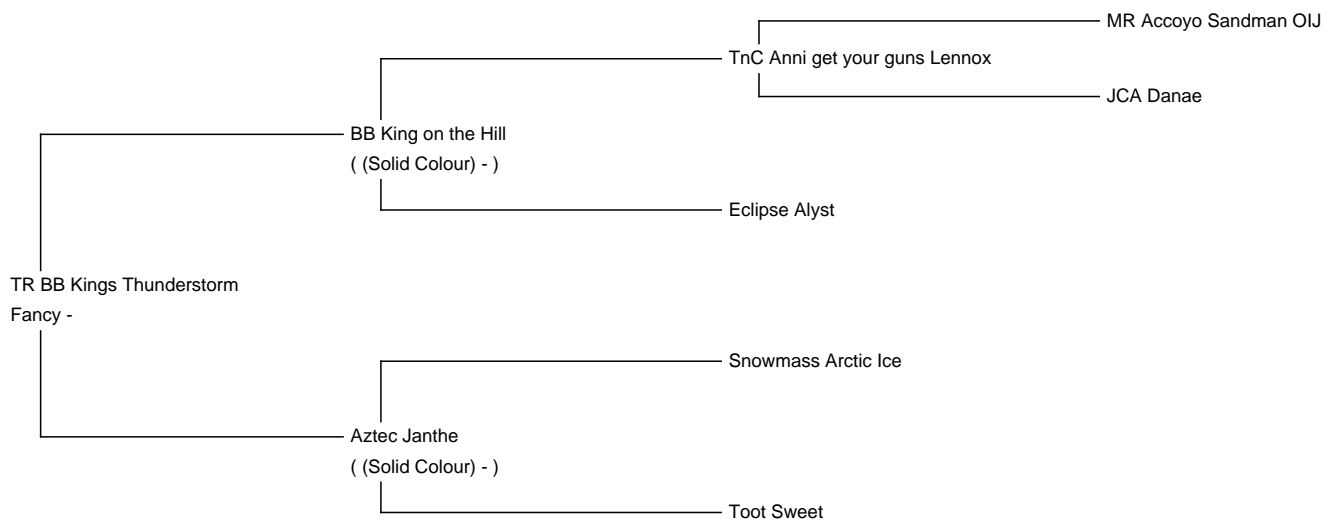 MR Accoyo Sandman OIJ
TnC Anni get your guns Lennox
JCA Danae
BB King on the Hill
( (Solid Colour) - )
Eclipse Alyst
TR BB Kings Thunderstorm
Fancy -
Snowmass Arctic Ice
Aztec Janthe
( (Solid Colour) - )
Toot Sweet